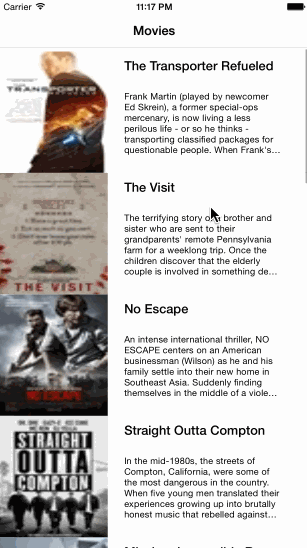 Carrier 11:17 PM
Movies
The Transporter Refueled
Frank Martin (played by newcomer
Ed Skrein), a former special-ops
mercenary, is now living a less
perilous life - or so he thinks -
transporting classified packages for
questionable people. When Frank's...
TRANSPORTER
The Visit
The terrifying story of a brother and
sister who are sent to their
grandparents' remote Pennsylvania
farm for a weeklong trip. Once the
children discover that the elderly
couple is involved in something de...
THE VISIT
No Escape
An intense international thriller, NO
ESCAPE centers on an American
businessman (Wilson) as he and his
family settle into their new home in
Southeast Asia. Suddenly finding
themselves in the middle of a viole...
NO ESCAPE
Straight Outta Compton
In the mid-1980s, the streets of
Compton, California, were some of
the most dangerous in the country.
When five young men translated their
experiences growing up into brutally
honest music that rebelled against...
STRAIGHT
OUTTA
COMPTON